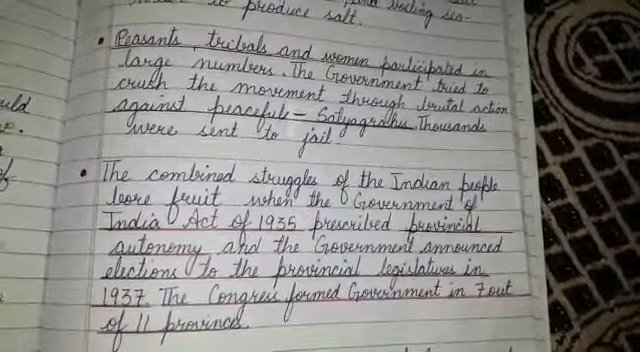 to produce salt.
and boiling sea-
• Peasants, tribals and women participated in
large numbers. The Government tried to
crush the movement through brutal action
against peaceful - Satyagrahis. Thousands
were sent to jail.
• The combined struggles of the Indian people
bore fruit when the Government of
India Act of 1935 prescribed provincial
autonomy and the Government announced
elections to the provincial legislatures in
1937. The Congress formed Government in 7 out
of 11 provinces.